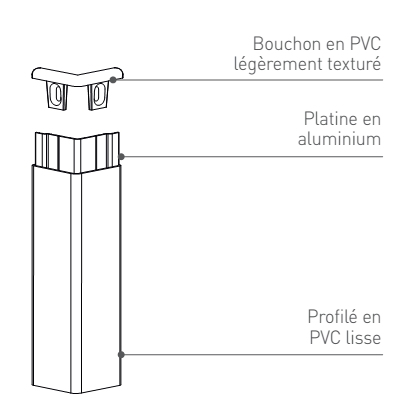 Bouchon en PVC
légèrement texturé
Platine en
aluminium
Profilé en
PVC lisse